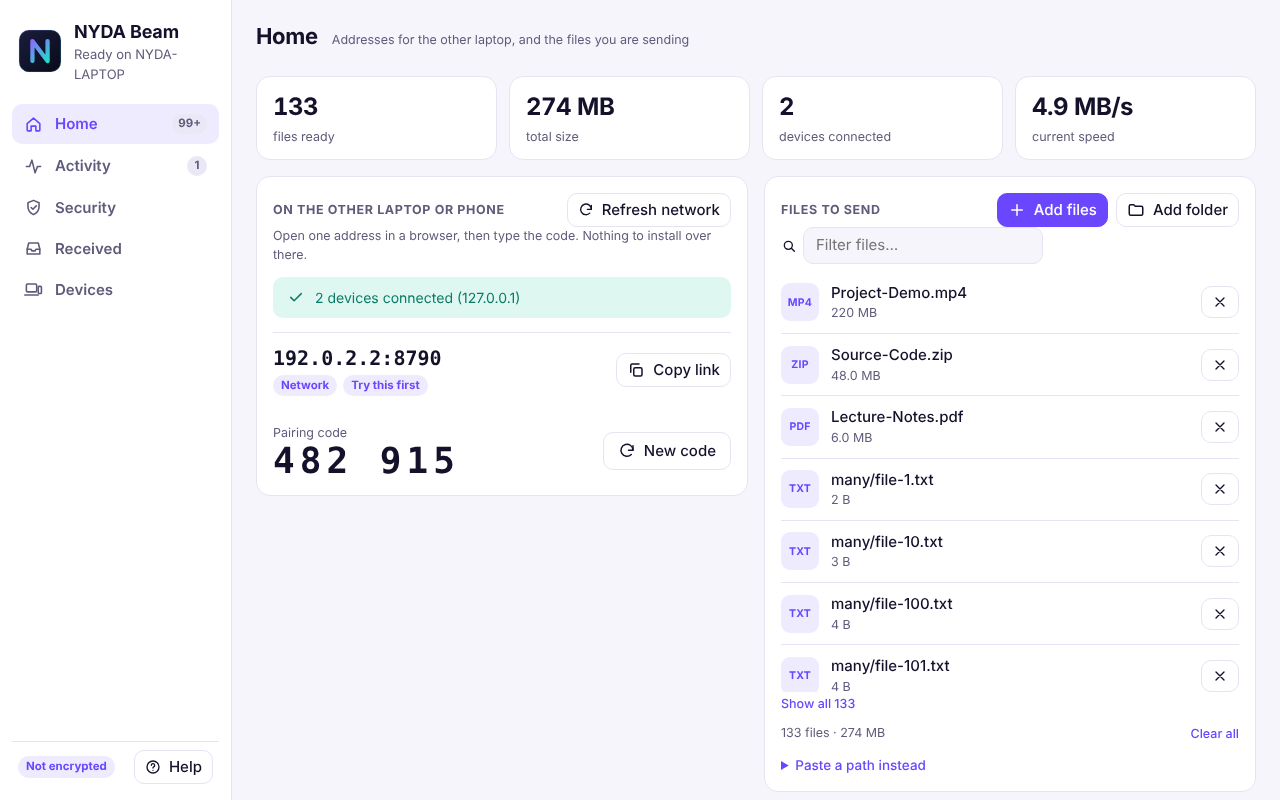 NYDA Beam
Ready on NYDA-
LAPTOP
Home
99+
Activity
1
Security
Received
Devices
Not encrypted
Help
Home
Addresses for the other laptop, and the files you are sending
133
files ready
274 MB
total size
2
devices connected
4.9 MB/s
current speed
ON THE OTHER LAPTOP OR PHONE
Refresh network
Open one address in a browser, then type the code. Nothing to install over
there.
2 devices connected (127.0.0.1)
192.0.2.2:8790
Network
Try this first
Copy link
Pairing code
482 915
New code
FILES TO SEND
Add files
Add folder
Filter files...
MP4
Project-Demo.mp4
220 MB
ZIP
Source-Code.zip
48.0 MB
PDF
Lecture-Notes.pdf
6.0 MB
TXT
many/file-1.txt
2 B
TXT
many/file-10.txt
3 B
TXT
many/file-100.txt
4 B
TXT
many/file-101.txt
4 B
Show all 133
133 files · 274 MB
Clear all
Paste a path instead